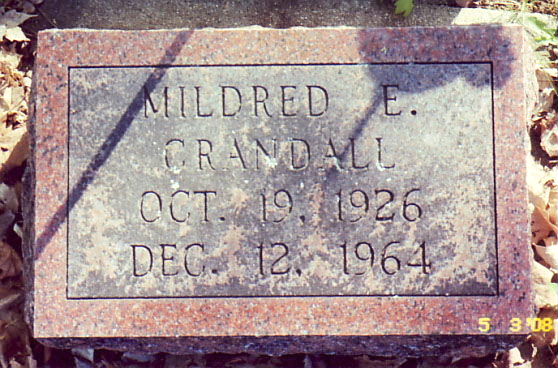 MILDRED E.
CRANDALL
OCT. 19, 1926
DEC. 12, 1964
5 3 '08